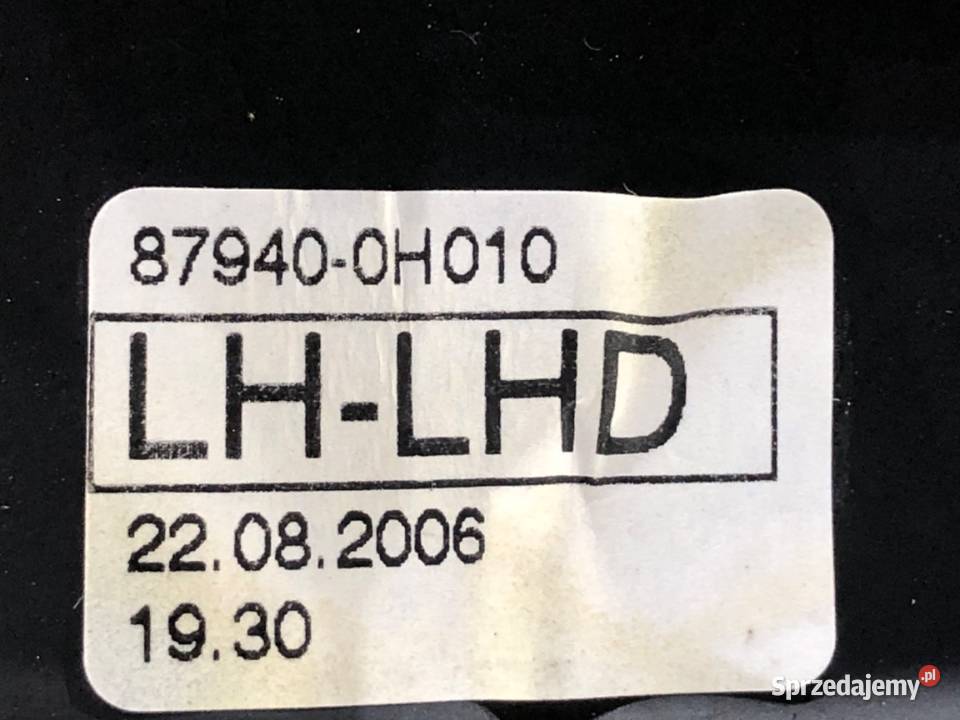 87940-0H010
LH-LHD
22.08.2006
19.30
Sprzedajemy.pl